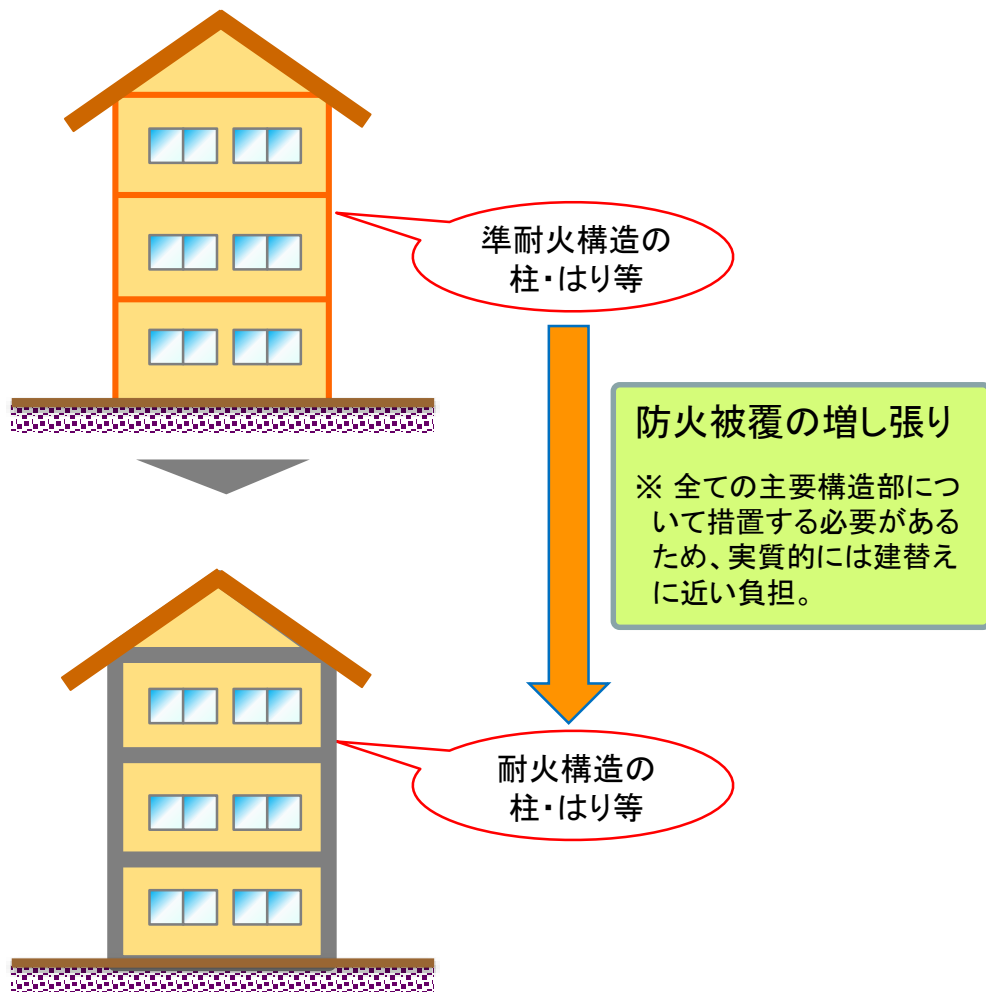 準耐火構造の
柱・はり等
防火被覆の増し張り
※ 全ての主要構造部につ
いて措置する必要がある
ため、実質的には建替え
に近い負担。
耐火構造の
柱・はり等